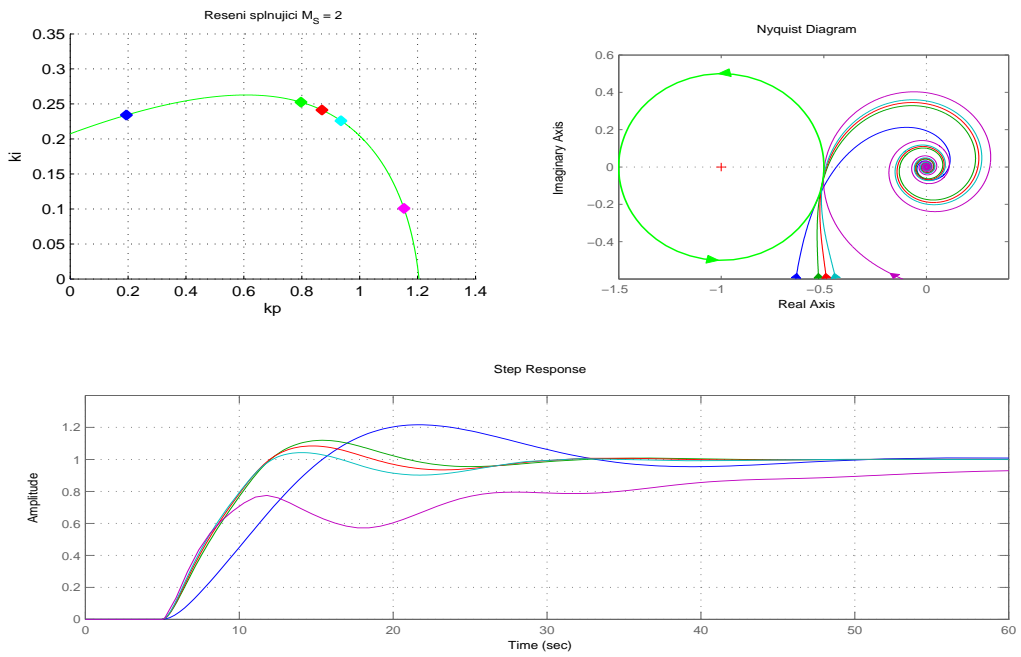 Reseni splnujici M_S = 2
0.35
0.3
0.25
0.2
0.15
0.1
0.05
0
ki
0 0.2 0.4 0.6 0.8 1 1.2 1.4
kp
Nyquist Diagram
0.6
0.4
0.2
0
−0.2
−0.4
Imaginary Axis
−1.5 −1 −0.5 0
Real Axis
Step Response
1.2
1
0.8
0.6
0.4
0.2
0
Amplitude
0 10 20 30 40 50 60
Time (sec)